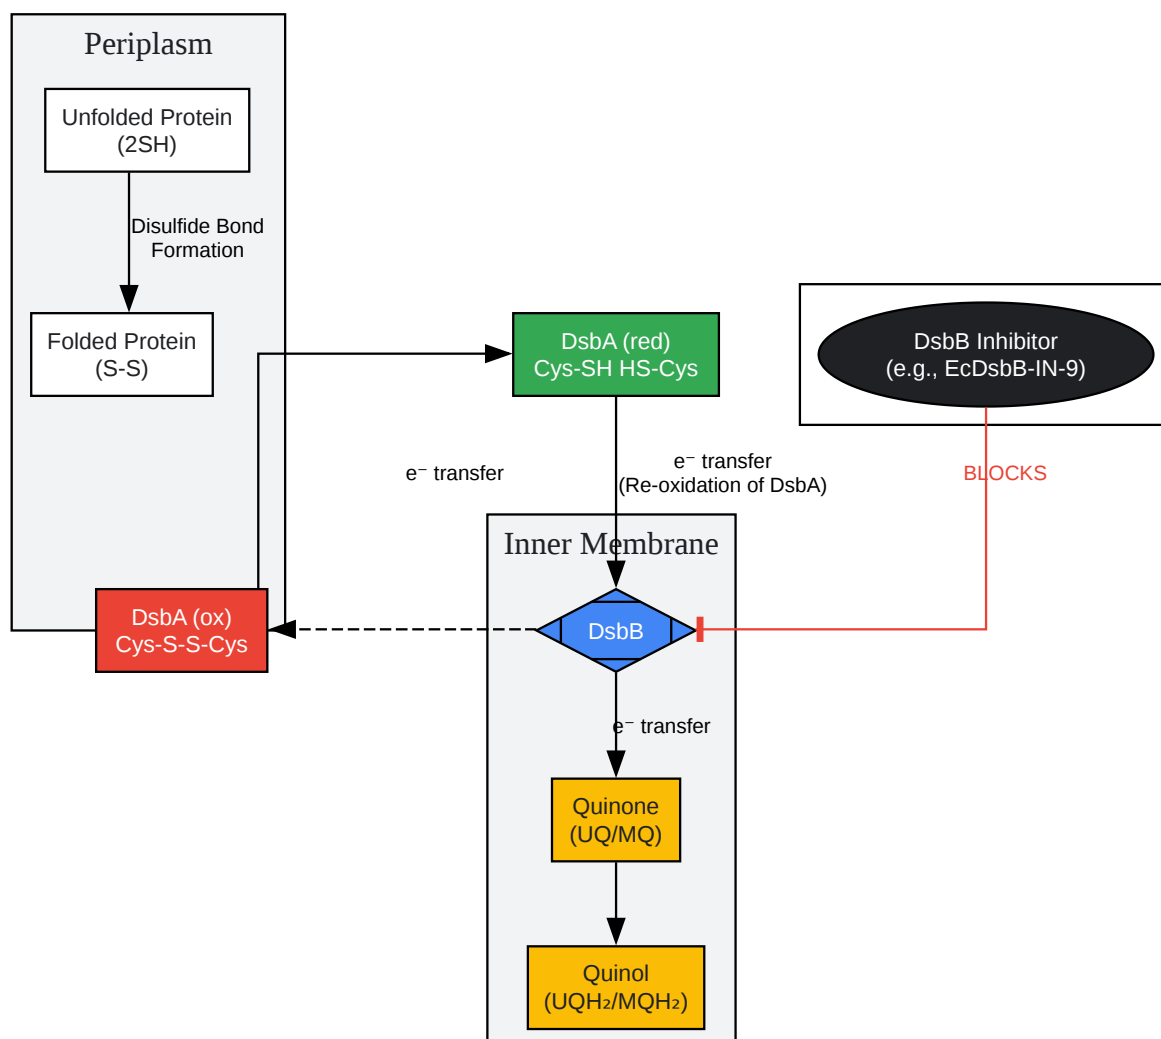 Periplasm
Unfolded Protein
(2SH)
Disulfide Bond
Formation
Folded Protein
(S-S)
DsbA (red)
Cys-SH HS-Cys
DsbB Inhibitor
(e.g., EcDsbB-IN-9)
e⁻ transfer
e⁻ transfer
(Re-oxidation of DsbA)
BLOCKS
Inner Membrane
DsbA (ox)
Cys-S-S-Cys
DsbB
e⁻ transfer
Quinone
(UQ/MQ)
Quinol
(UQH₂/MQH₂)